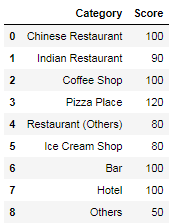 Category Score
0 Chinese Restaurant 100
1 Indian Restaurant 90
2 Coffee Shop 100
3 Pizza Place 120
4 Restaurant (Others) 80
5 Ice Cream Shop 80
6 Bar 100
7 Hotel 100
8 Others 50